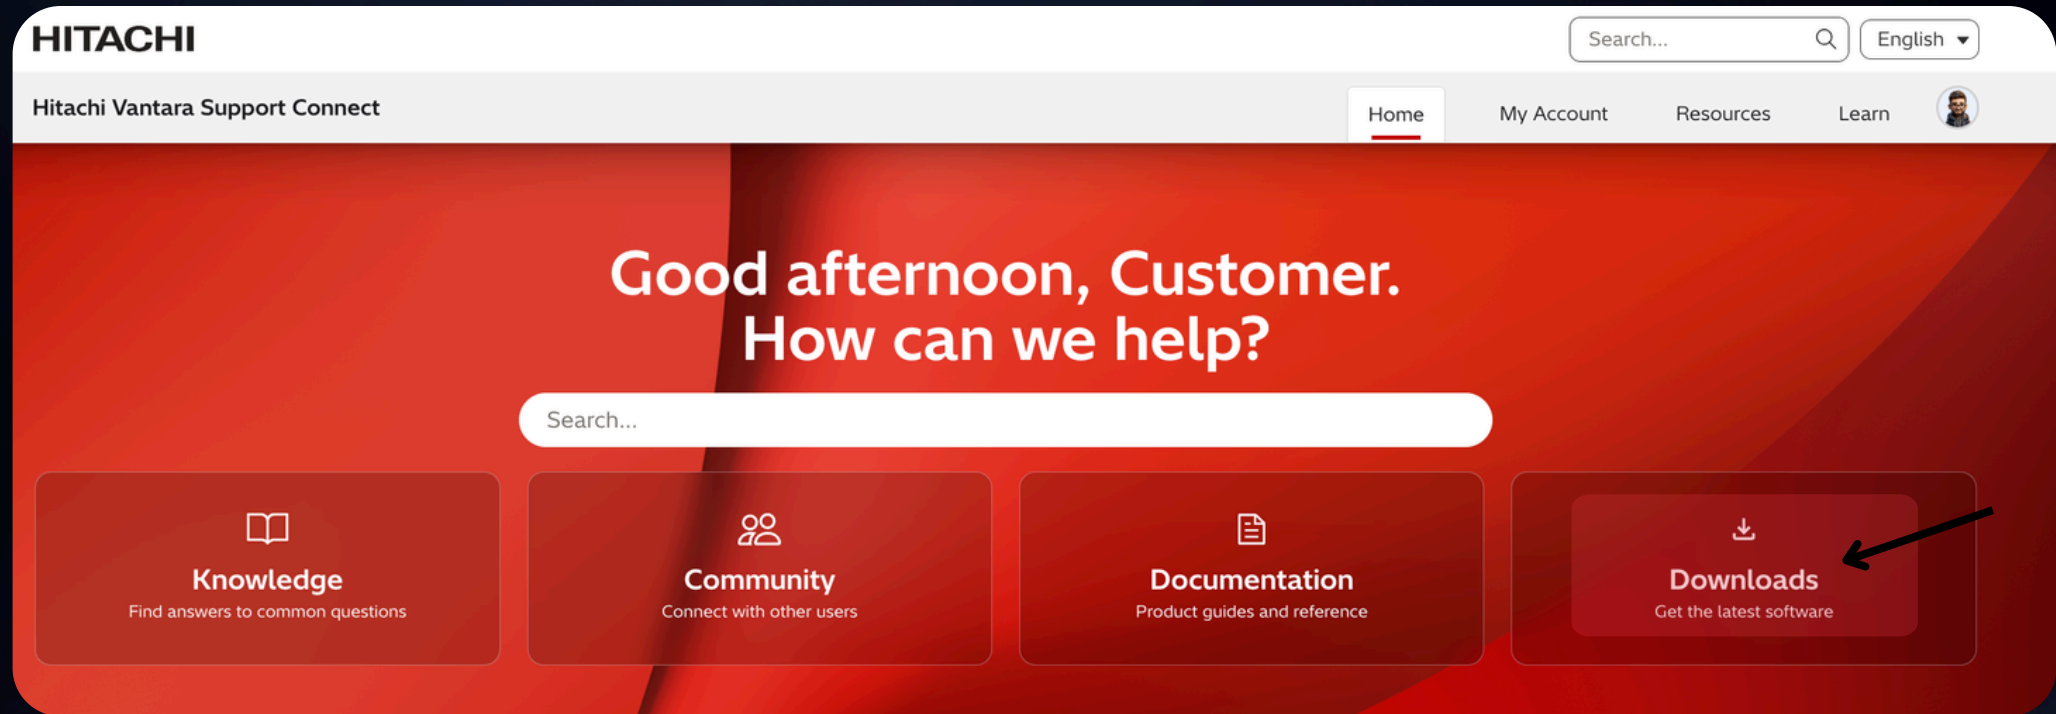 HITACHI
Search...
English
Hitachi Vantara Support Connect
Home
My Account
Resources
Learn
Good afternoon, Customer.
How can we help?
Search...
Knowledge
Find answers to common questions
Community
Connect with other users
Documentation
Product guides and reference
Downloads
Get the latest software